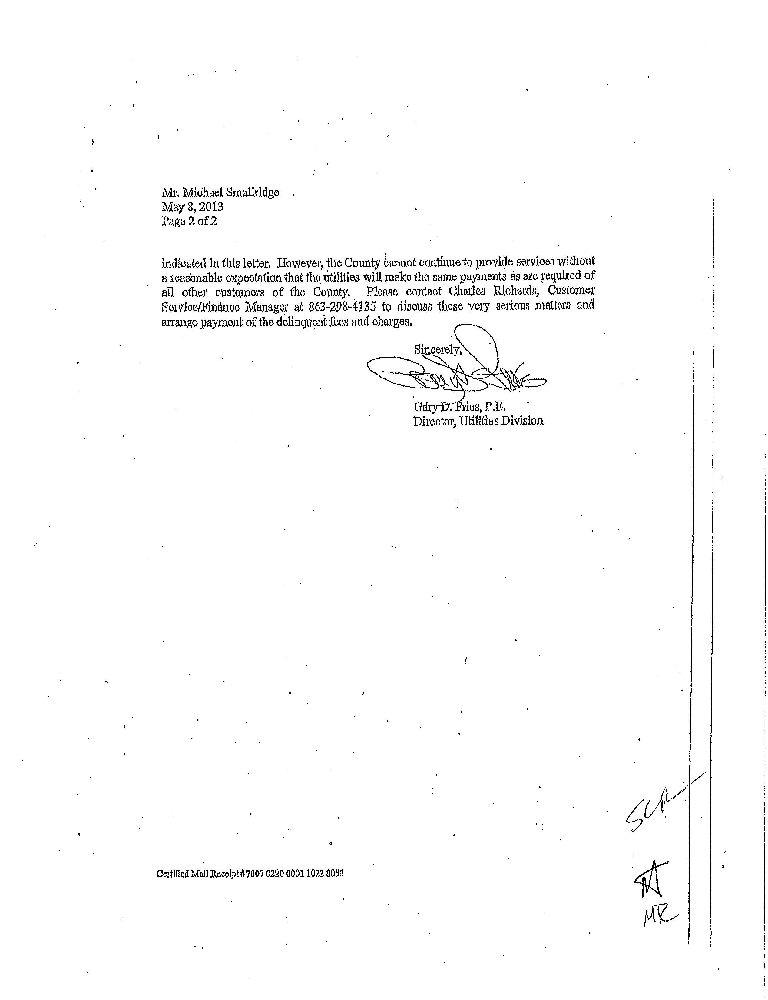 Mr. Michael Smallridge
May 8, 2013
Page 2 of 2
indicated in this letter. However, the County cannot continue to provide services without
a reasonable expectation that the utilities will make the same payments as are required of
all other customers of the County. Please contact Charles Richards, Customer
Service/Finance Manager at 863-298-4135 to discuss these very serious matters and
arrange payment of the delinquent fees and charges.
Sincerely,
Gary D. Fries, P.E.
Director, Utilities Division
SCR
Certified Mail Receipt #7007 0220 0001 1022 8053
MR